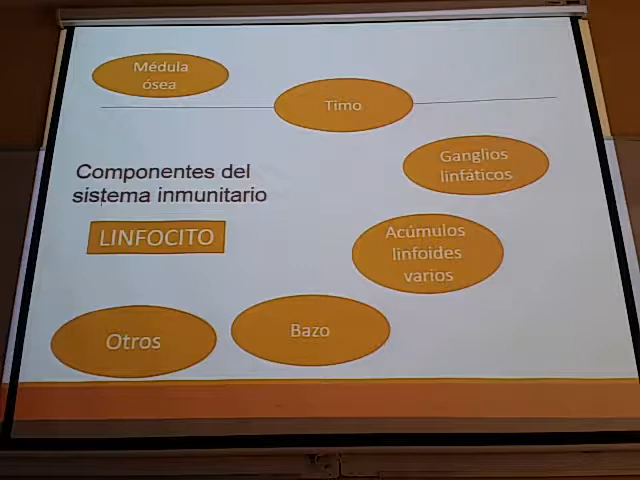 Médula
ósea
Timo
Ganglios
linfáticos
Componentes del
sistema inmunitario
LINFOCITO
Acúmulos
linfoides
varios
Bazo
Otros